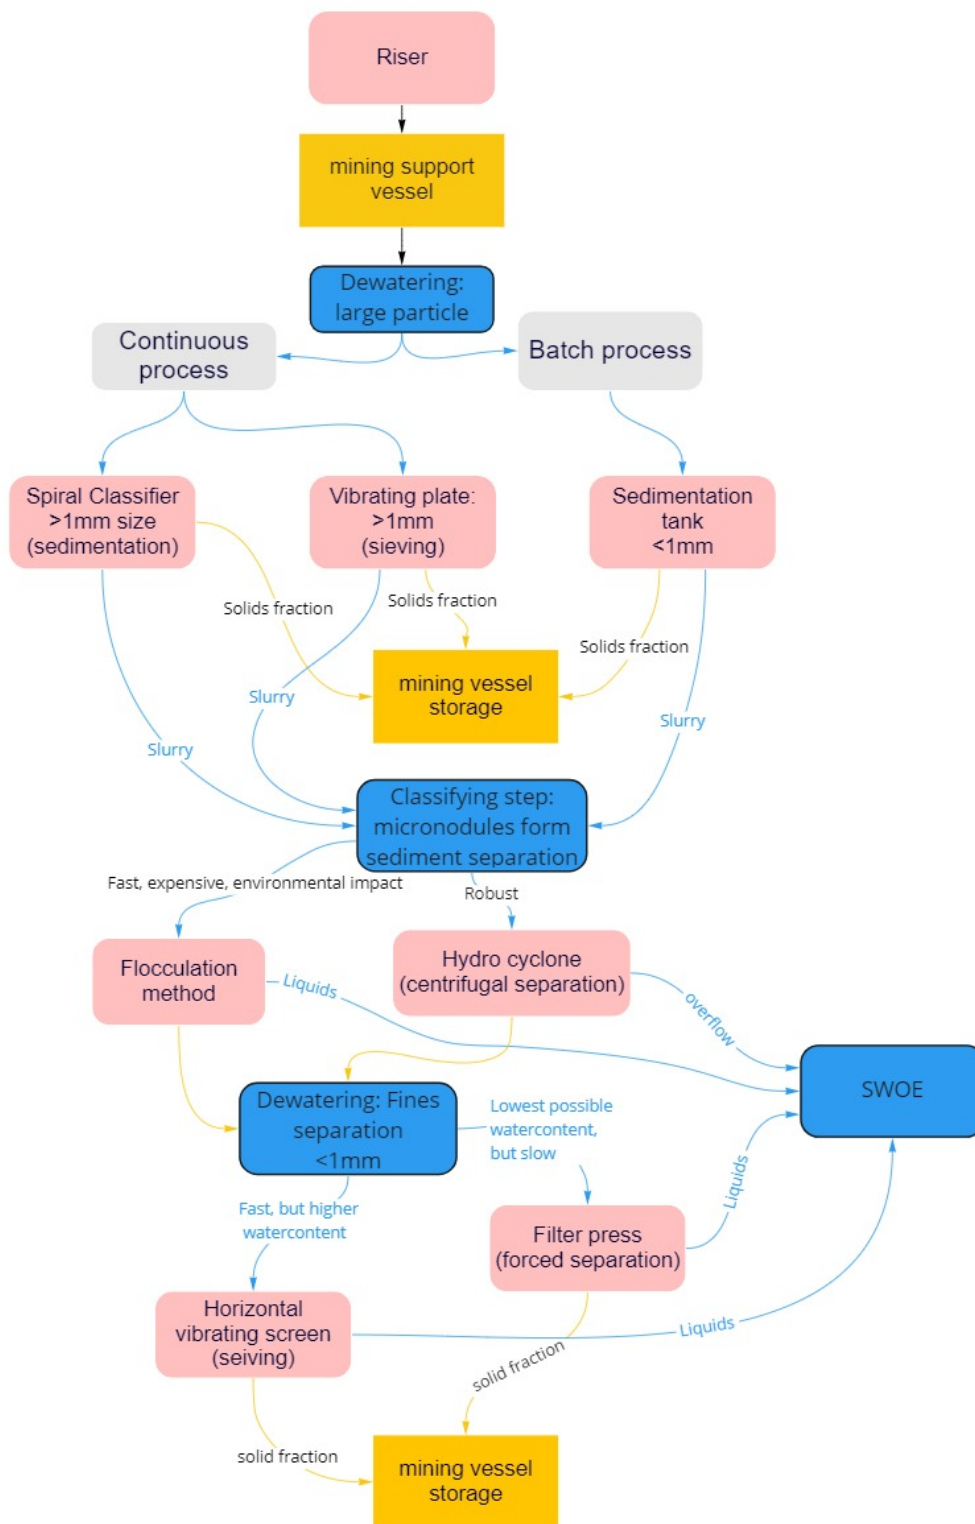 Riser
mining support
vessel
Dewatering:
large particle
Continuous
process
Batch process
Spiral Classifier
>1mm size
(sedimentation)
Vibrating plate:
>1mm
(sieving)
Sedimentation
tank
<1mm
Solids fraction
Solids fraction
Solids fraction
mining vessel
storage
Slurry
Slurry
Slurry
Classifying step:
micronodules form
sediment separation
Fast, expensive, environmental impact
Robust
Flocculation
method
Liquids
Hydro cyclone
(centrifugal separation)
overflow
SWOE
Dewatering: Fines
separation
<1mm
Lowest possible
watercontent,
but slow
Fast, but higher
watercontent
Liquids
Filter press
(forced separation)
Horizontal
vibrating screen
(seiving)
Liquids
solid fraction
solid fraction
mining vessel
storage